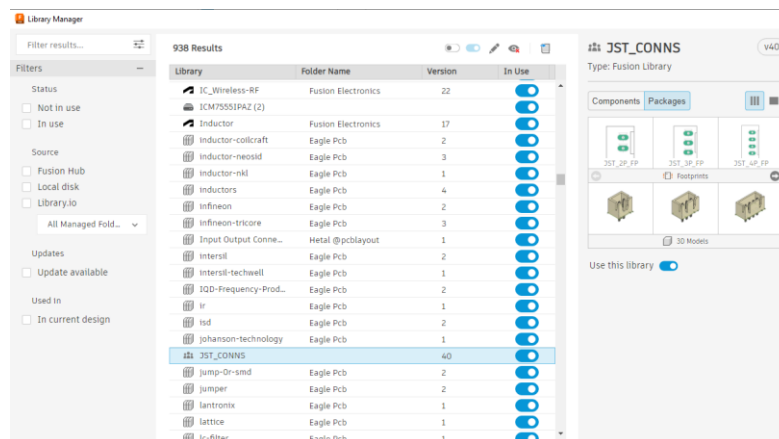 Library Manager
Filter results...
Filters
Status
Not in use
In use
Source
Fusion Hub
Local disk
Library.io
All Managed Fold...
Updates
Update available
Used in
In current design
938 Results
Library Folder Name Version In Use
IC_Wireless-RF Fusion Electronics 22
ICM7555IPAZ (2)
Inductor Fusion Electronics 17
inductor-coilcraft Eagle Pcb 2
inductor-neosid Eagle Pcb 3
inductor-nkl Eagle Pcb 1
inductors Eagle Pcb 4
infineon Eagle Pcb 2
infineon-tricore Eagle Pcb 3
Input Output Conne... Hetal @pcblayout 1
intersil Eagle Pcb 2
intersil-techwell Eagle Pcb 1
IQD-Frequency-Prod... Eagle Pcb 2
ir Eagle Pcb 1
isd Eagle Pcb 2
johanson-technology Eagle Pcb 1
JST_CONNS 40
jump-0r-smd Eagle Pcb 2
jumper Eagle Pcb 2
lantronix Eagle Pcb 1
lattice Eagle Pcb 1
lc-filter Eagle Pcb
JST_CONNS
v40
Type: Fusion Library
Components Packages
JST_2P_FP JST_3P_FP JST_4P_FP
Footprints
3D Models
Use this library